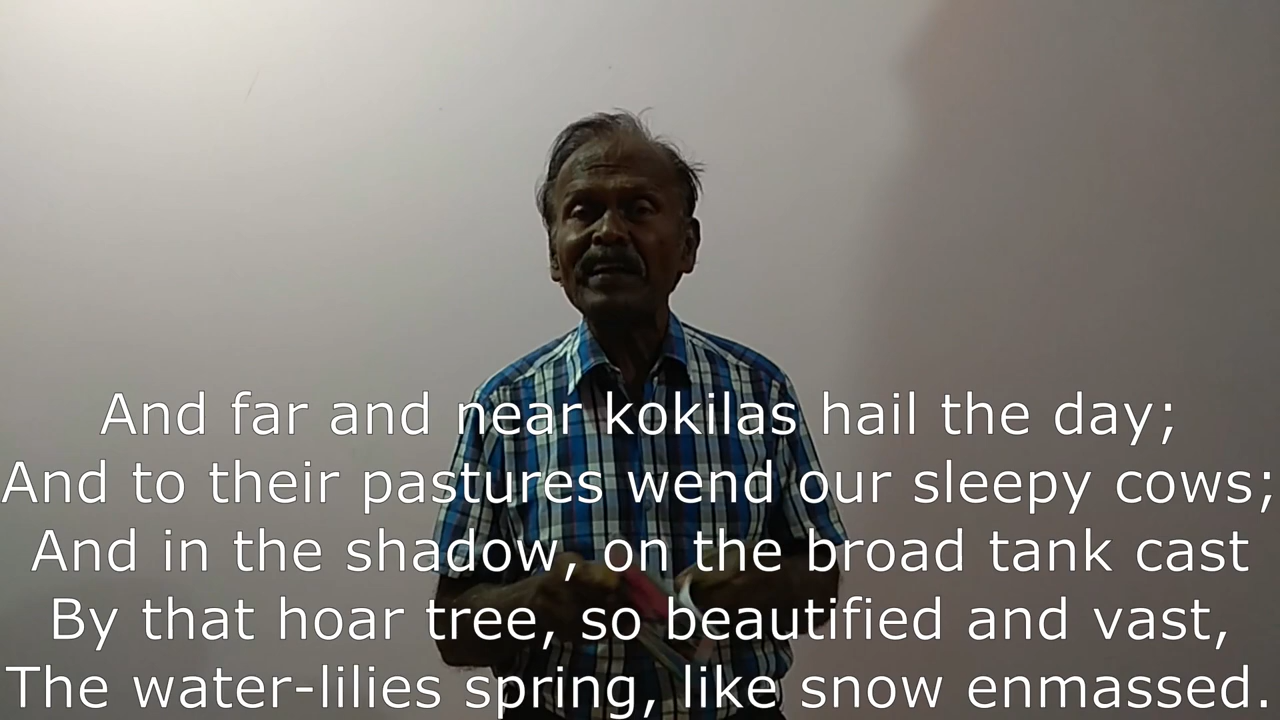 And far and near kokilas hail the day;
And to their pastures wend our sleepy cows;
And in the shadow, on the broad tank cast
By that hoar tree, so beautified and vast,
The water-lilies spring, like snow enmassed.